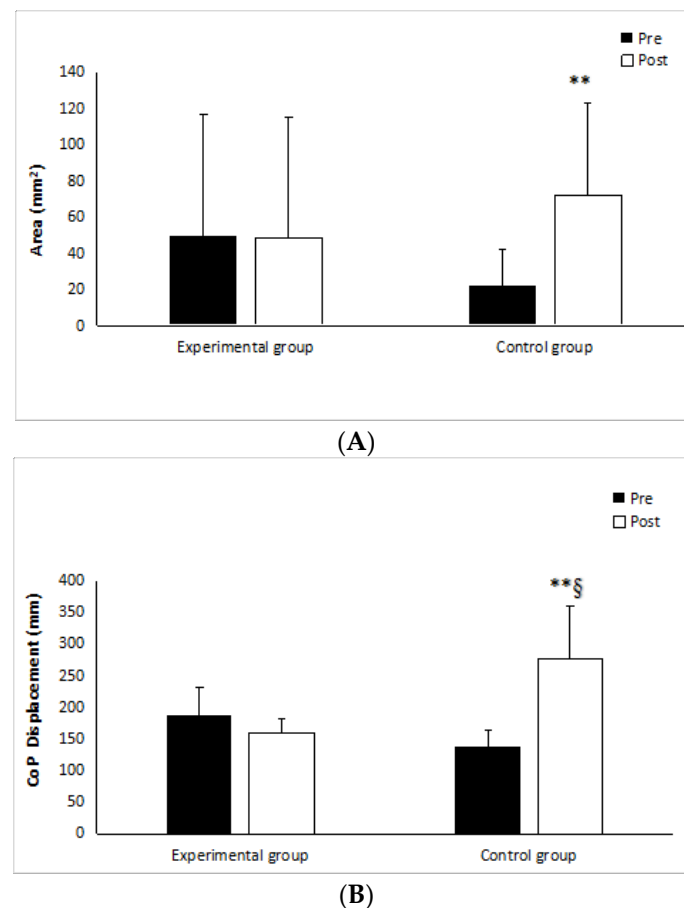 Pre
Post
140
120
100
80
60
40
20
0
Area (mm²)
**
Experimental group Control group
(A)
Pre
Post
400
350
300
250
200
150
100
50
0
CoP Displacement (mm)
**§
Experimental group Control group
(B)